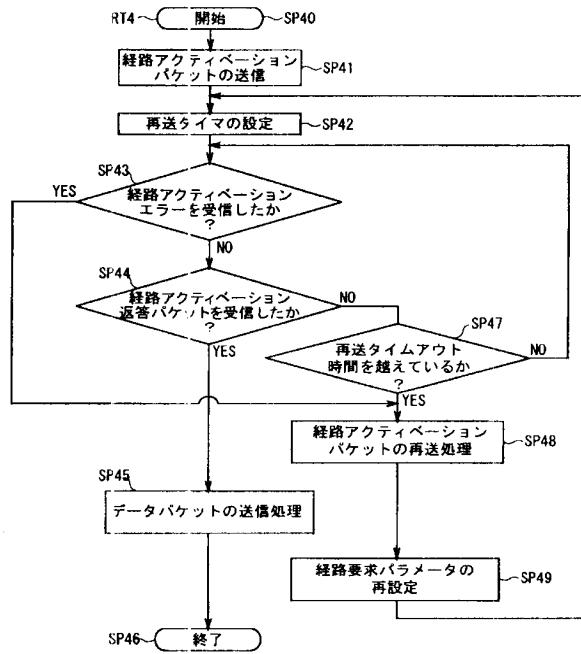 RT4 開始 SP40
経路アクティベーション
パケットの送信 SP41
再送タイマの設定 SP42
SP43
YES
経路アクティベーション
エラーを受信したか
?
NO
SP44
経路アクティベーション
返答パケットを受信したか
?
NO
YES
SP47
再送タイムアウト
時間を越えているか
?
NO
YES
経路アクティベーション
パケットの再送処理 SP48
SP45
データパケットの送信処理
経路要求パラメータの
再設定 SP49
SP46 終了